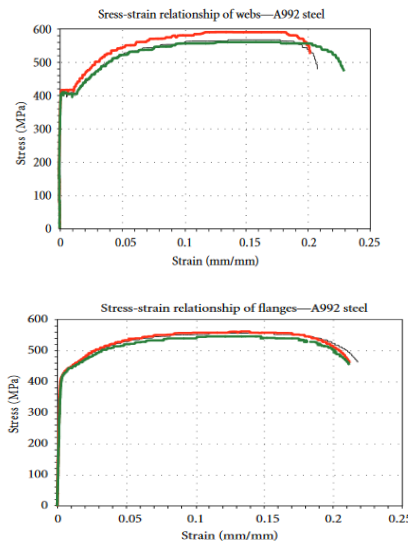 Sress-strain relationship of webs—A992 steel
600
500
400
300
200
100
0
Stress (MPa)
0 0.05 0.1 0.15 0.2 0.25
Strain (mm/mm)
Stress-strain relationship of flanges—A992 steel
600
500
400
300
200
100
0
Stress (MPa)
0 0.05 0.1 0.15 0.2 0.25
Strain (mm/mm)